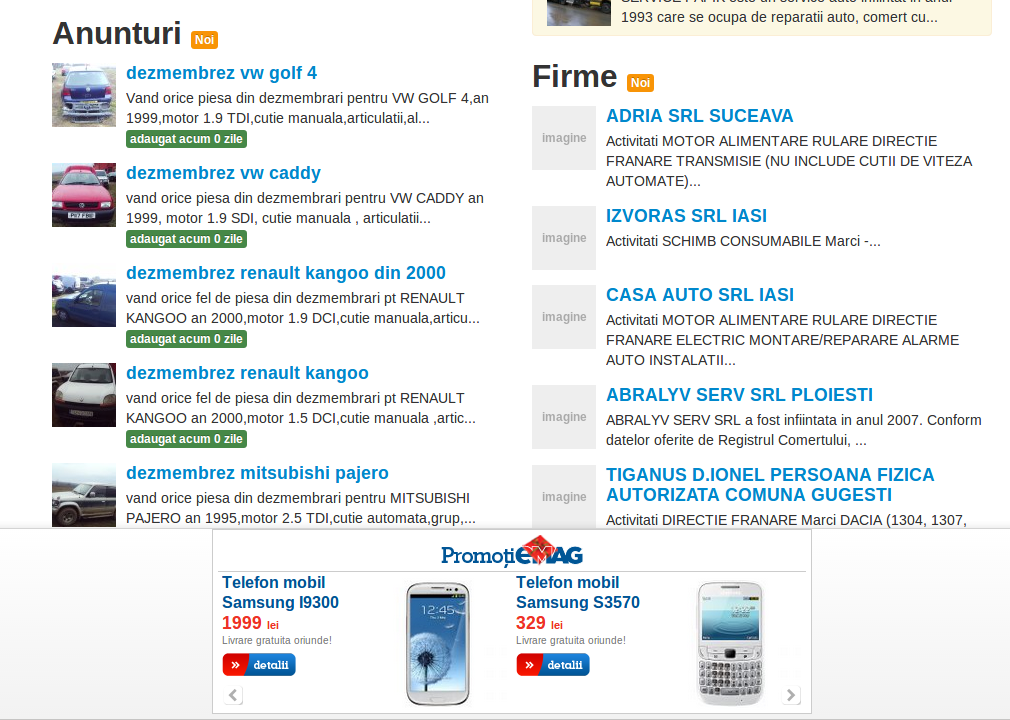 Anunturi Noi
dezmembrez vw golf 4
Vand orice piesa din dezmembrari pentru VW GOLF 4,an
1999,motor 1.9 TDI,cutie manuala,articulatii,al...
adaugat acum 0 zile
dezmembrez vw caddy
vand orice piesa din dezmembrari pentru VW CADDY an
1999, motor 1.9 SDI, cutie manuala , articulatii...
adaugat acum 0 zile
dezmembrez renault kangoo din 2000
vand orice fel de piesa din dezmembrari pt RENAULT
KANGOO an 2000,motor 1.9 DCI,cutie manuala,articu...
adaugat acum 0 zile
dezmembrez renault kangoo
vand orice fel de piesa din dezmembrari pt RENAULT
KANGOO an 2000,motor 1.5 DCI,cutie manuala ,artic...
adaugat acum 0 zile
dezmembrez mitsubishi pajero
vand orice piesa din dezmembrari pentru MITSUBISHI
PAJERO an 1995,motor 2.5 TDI,cutie automata,grup,...
1993 care se ocupa de reparatii auto, comert cu...
Firme Noi
imagine
ADRIA SRL SUCEAVA
Activitati MOTOR ALIMENTARE RULARE DIRECTIE
FRANARE TRANSMISIE (NU INCLUDE CUTII DE VITEZA
AUTOMATE)...
imagine
IZVORAS SRL IASI
Activitati SCHIMB CONSUMABILE Marci -...
imagine
CASA AUTO SRL IASI
Activitati MOTOR ALIMENTARE RULARE DIRECTIE
FRANARE ELECTRIC MONTARE/REPARARE ALARME
AUTO INSTALATII...
imagine
ABRALYV SERV SRL PLOIESTI
ABRALYV SERV SRL a fost infiintata in anul 2007. Conform
datelor oferite de Registrul Comertului, ...
imagine
TIGANUS D.IONEL PERSOANA FIZICA
AUTORIZATA COMUNA GUGESTI
Activitati DIRECTIE FRANARE Marci DACIA (1304, 1307,
Promoții eMAG
Telefon mobil
Samsung I9300
1999 lei
Livrare gratuita oriunde!
detalii
12:45
Telefon mobil
Samsung S3570
329 lei
Livrare gratuita oriunde!
detalii